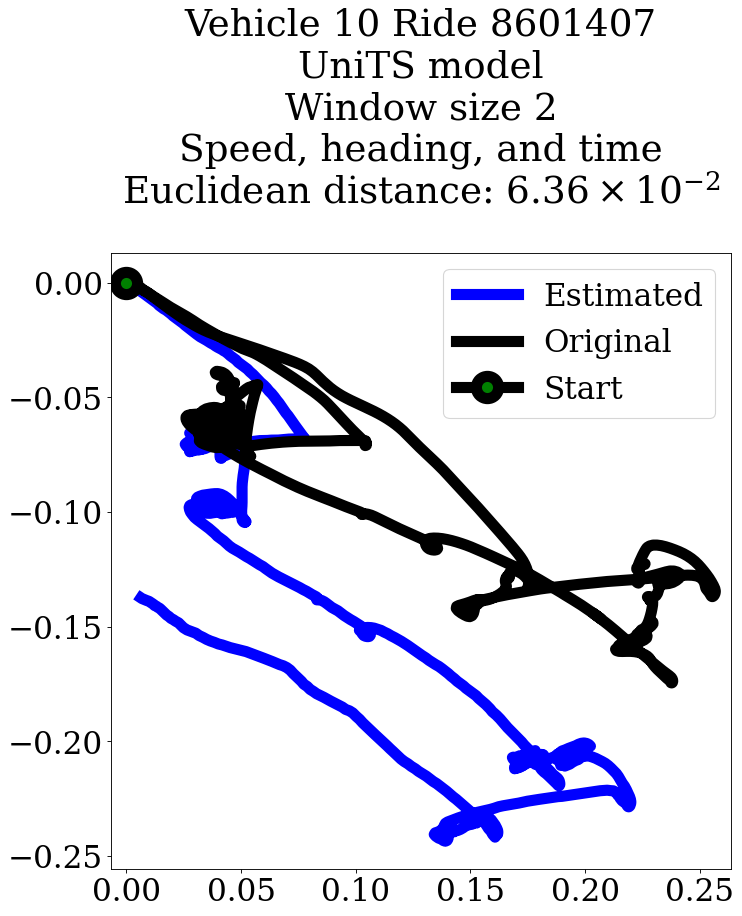 Vehicle 10 Ride 8601407
UniTS model
Window size 2
Speed, heading, and time
Euclidean distance: 6.36 × 10⁻²
Estimated
Original
Start
0.00
−0.05
−0.10
−0.15
−0.20
−0.25
0.00 0.05 0.10 0.15 0.20 0.25